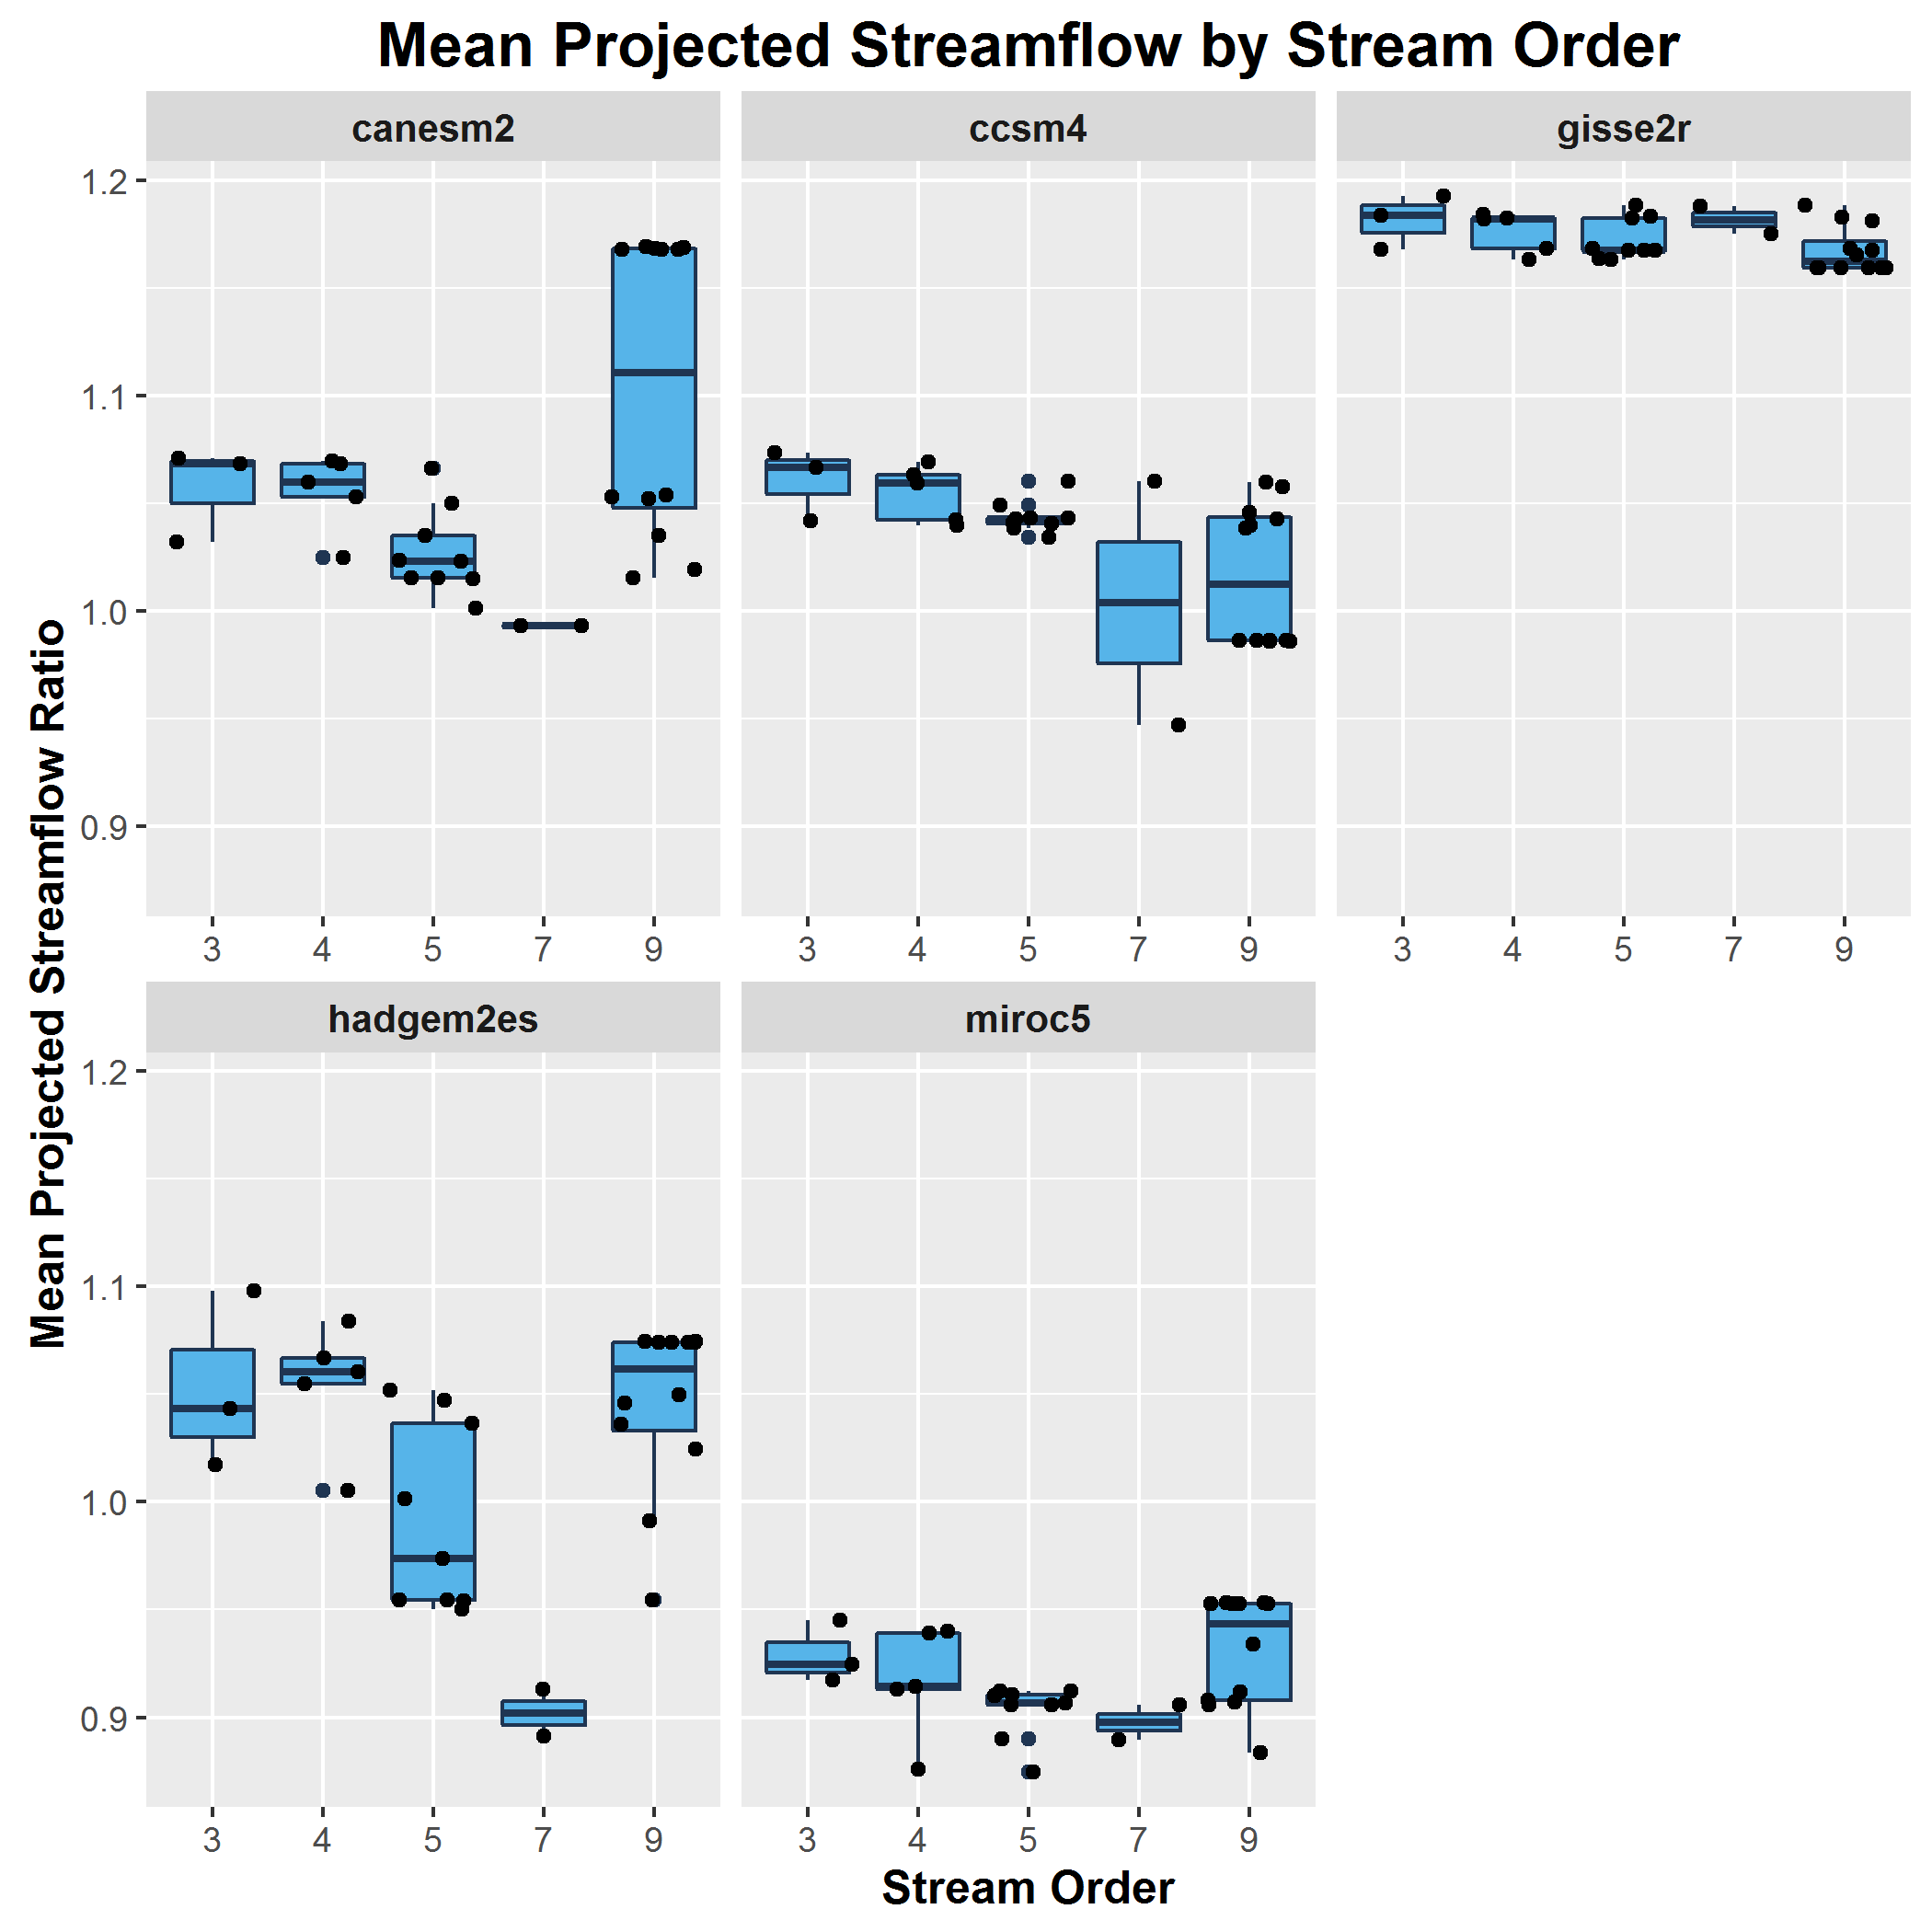 Mean Projected Streamflow by Stream Order
canesm2 ccsm4 gisse2r
1.2
1.1
1.0
0.9
3 4 5 7 9 3 4 5 7 9 3 4 5 7 9
Mean Projected Streamflow Ratio
hadgem2es miroc5
1.2
1.1
1.0
0.9
3 4 5 7 9 3 4 5 7 9
Stream Order